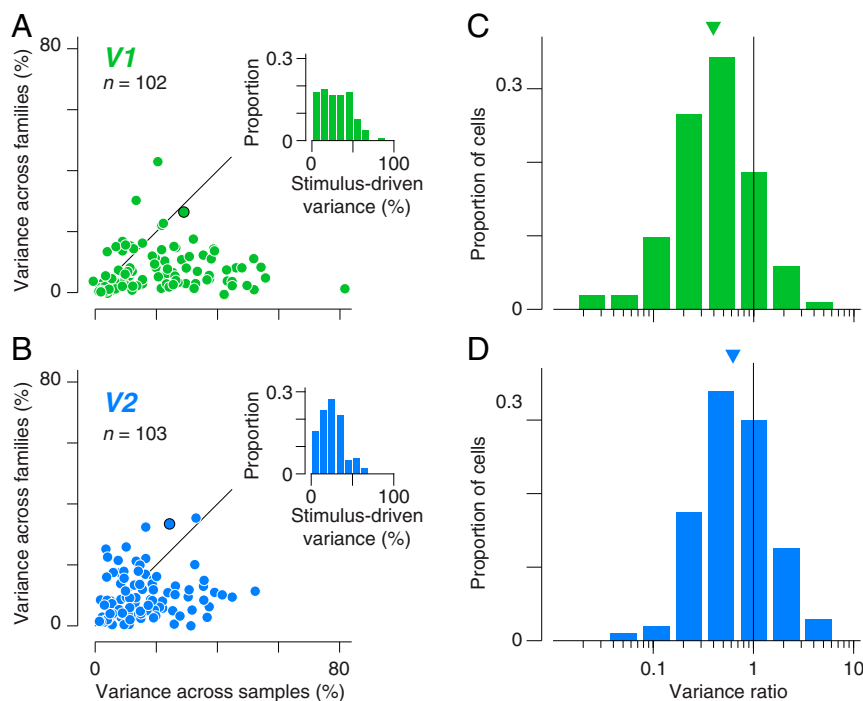 A
Variance across families (%)
80
0
V1
n = 102
Proportion
0.3
0
0
100
Stimulus-driven
variance (%)
C
Proportion of cells
0.3
0
B
Variance across families (%)
80
0
V2
n = 103
Proportion
0.3
0
0
100
Stimulus-driven
variance (%)
0
80
Variance across samples (%)
D
Proportion of cells
0.3
0
0.1
1
10
Variance ratio